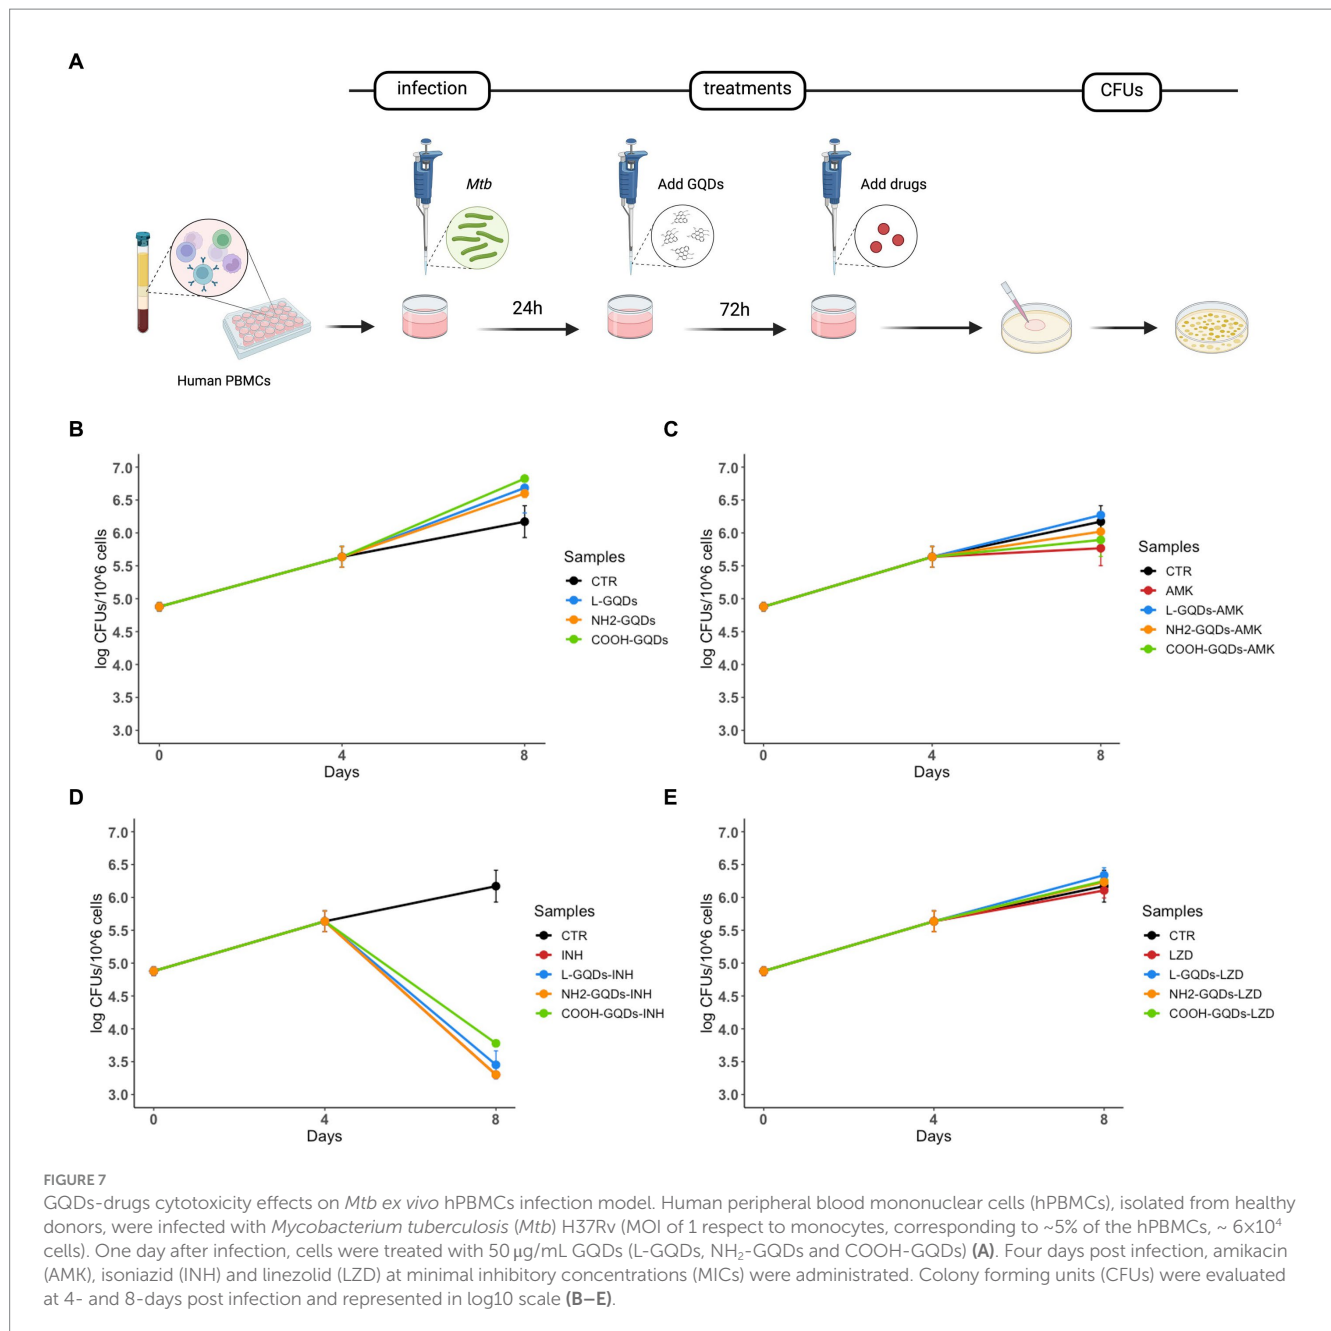 A
infection
treatments
CFUs
Mtb
Add GQDs
Add drugs
24h
72h
Human PBMCs
B
log CFUs/10^6 cells
7.0
6.5
6.0
5.5
5.0
4.5
4.0
3.5
3.0
0
4
8
Days
Samples
CTR
L-GQDs
NH2-GQDs
COOH-GQDs
C
log CFUs/10^6 cells
7.0
6.5
6.0
5.5
5.0
4.5
4.0
3.5
3.0
0
4
8
Days
Samples
CTR
AMK
L-GQDs-AMK
NH2-GQDs-AMK
COOH-GQDs-AMK
D
log CFUs/10^6 cells
7.0
6.5
6.0
5.5
5.0
4.5
4.0
3.5
3.0
0
4
8
Days
Samples
CTR
INH
L-GQDs-INH
NH2-GQDs-INH
COOH-GQDs-INH
E
log CFUs/10^6 cells
7.0
6.5
6.0
5.5
5.0
4.5
4.0
3.5
3.0
0
4
8
Days
Samples
CTR
LZD
L-GQDs-LZD
NH2-GQDs-LZD
COOH-GQDs-LZD
FIGURE 7
GQDs-drugs cytotoxicity effects on Mtb ex vivo hPBMCs infection model. Human peripheral blood mononuclear cells (hPBMCs), isolated from healthy
donors, were infected with Mycobacterium tuberculosis (Mtb) H37Rv (MOI of 1 respect to monocytes, corresponding to ~5% of the hPBMCs, ~ 6×10⁴
cells). One day after infection, cells were treated with 50 μg/mL GQDs (L-GQDs, NH₂-GQDs and COOH-GQDs) (A). Four days post infection, amikacin
(AMK), isoniazid (INH) and linezolid (LZD) at minimal inhibitory concentrations (MICs) were administrated. Colony forming units (CFUs) were evaluated
at 4- and 8-days post infection and represented in log10 scale (B–E).